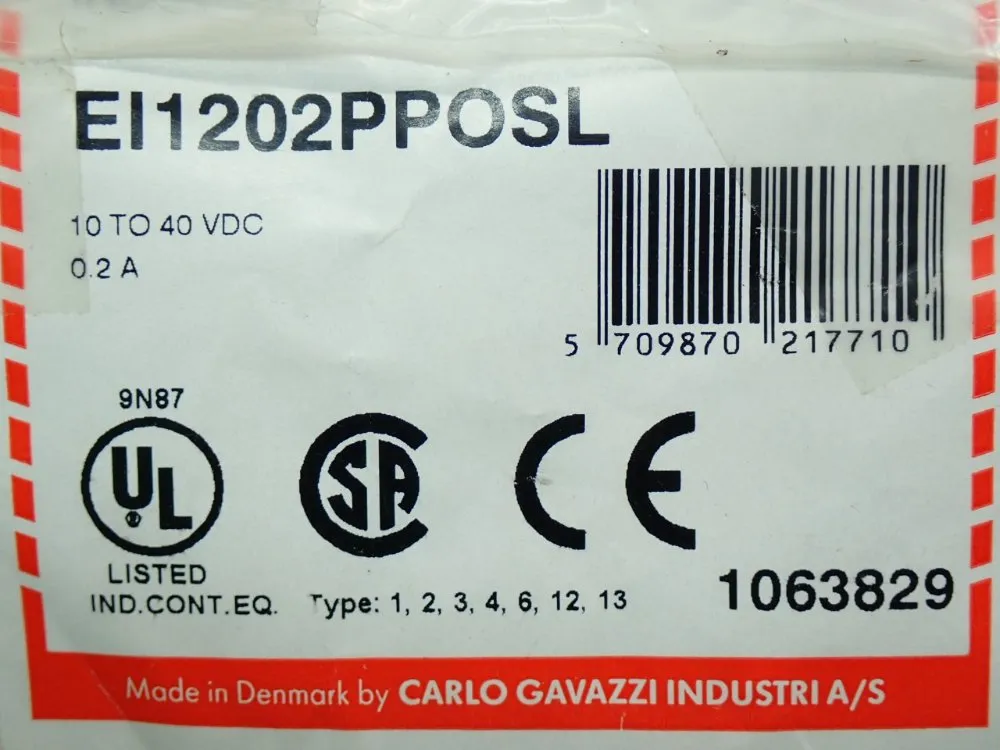 EI1202PPOSL
10 TO 40 VDC
0.2 A
5 709870 217710
9N87
UL
®
LISTED
IND.CONT.EQ.
SA
CE
Type: 1, 2, 3, 4, 6, 12, 13
1063829
Made in Denmark by CARLO GAVAZZI INDUSTRI A/S